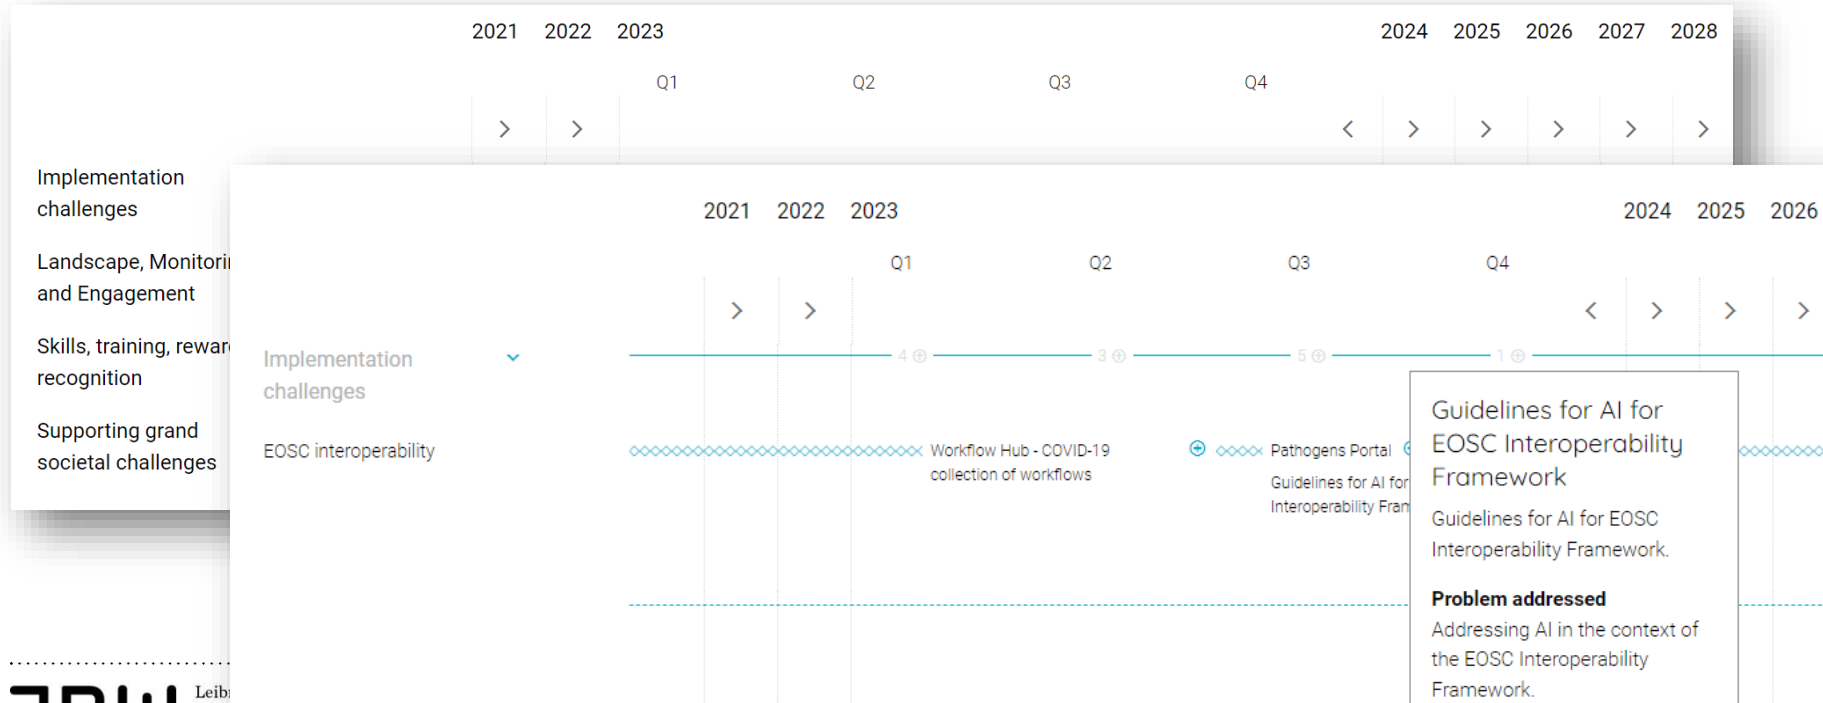 2021 2022 2023 2024 2025 2026 2027 2028
Q1 Q2 Q3 Q4
Implementation
challenges
Landscape, Monitorin
and Engagement
Skills, training, rewar
recognition
Supporting grand
societal challenges
2021 2022 2023 2024 2025 2026
Q1 Q2 Q3 Q4
Implementation
challenges
4 3 5 1
EOSC interoperability
Workflow Hub - COVID-19
collection of workflows
Pathogens Portal
Guidelines for AI for
Interoperability Fram
Guidelines for AI for
EOSC Interoperability
Framework
Guidelines for AI for EOSC
Interoperability Framework.
Problem addressed
Addressing AI in the context of
the EOSC Interoperability
Framework.
ZBW
Leibn